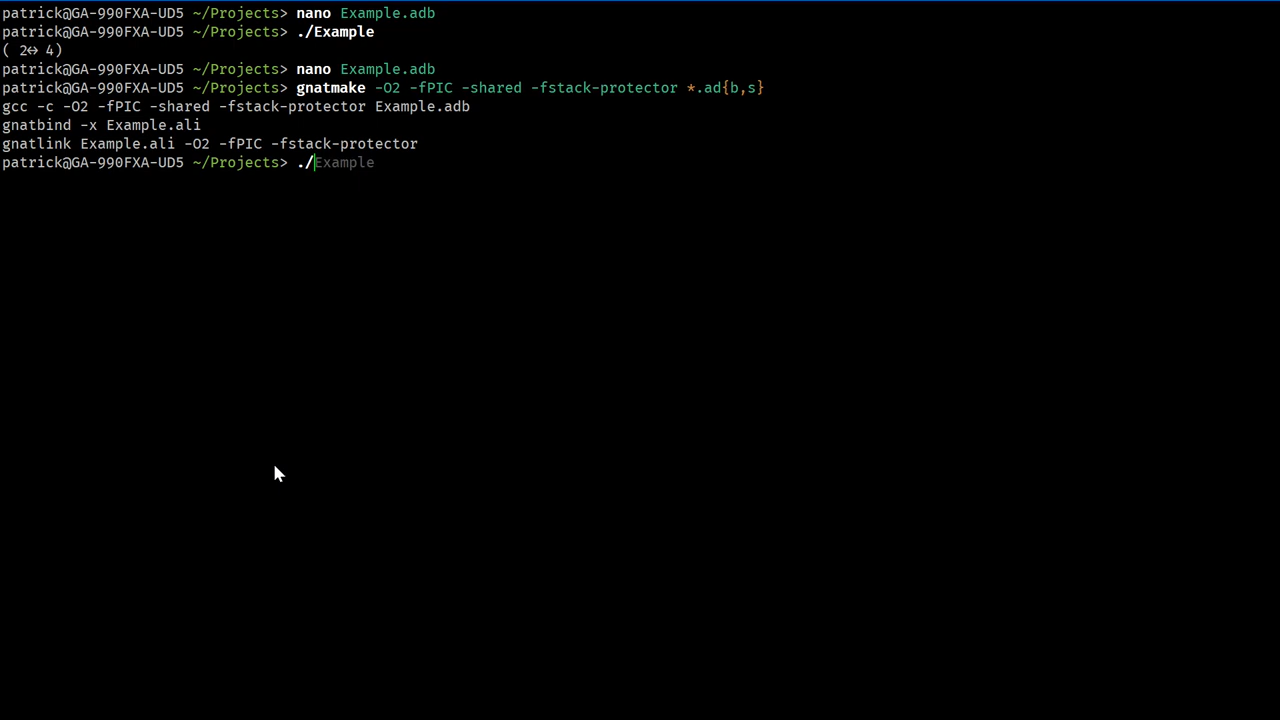 patrick@GA-990FXA-UD5 ~/Projects> nano Example.adb
patrick@GA-990FXA-UD5 ~/Projects> ./Example
( 2↔ 4)
patrick@GA-990FXA-UD5 ~/Projects> nano Example.adb
patrick@GA-990FXA-UD5 ~/Projects> gnatmake -O2 -fPIC -shared -fstack-protector *.ad{b,s}
gcc -c -O2 -fPIC -shared -fstack-protector Example.adb
gnatbind -x Example.ali
gnatlink Example.ali -O2 -fPIC -fstack-protector
patrick@GA-990FXA-UD5 ~/Projects> ./Example